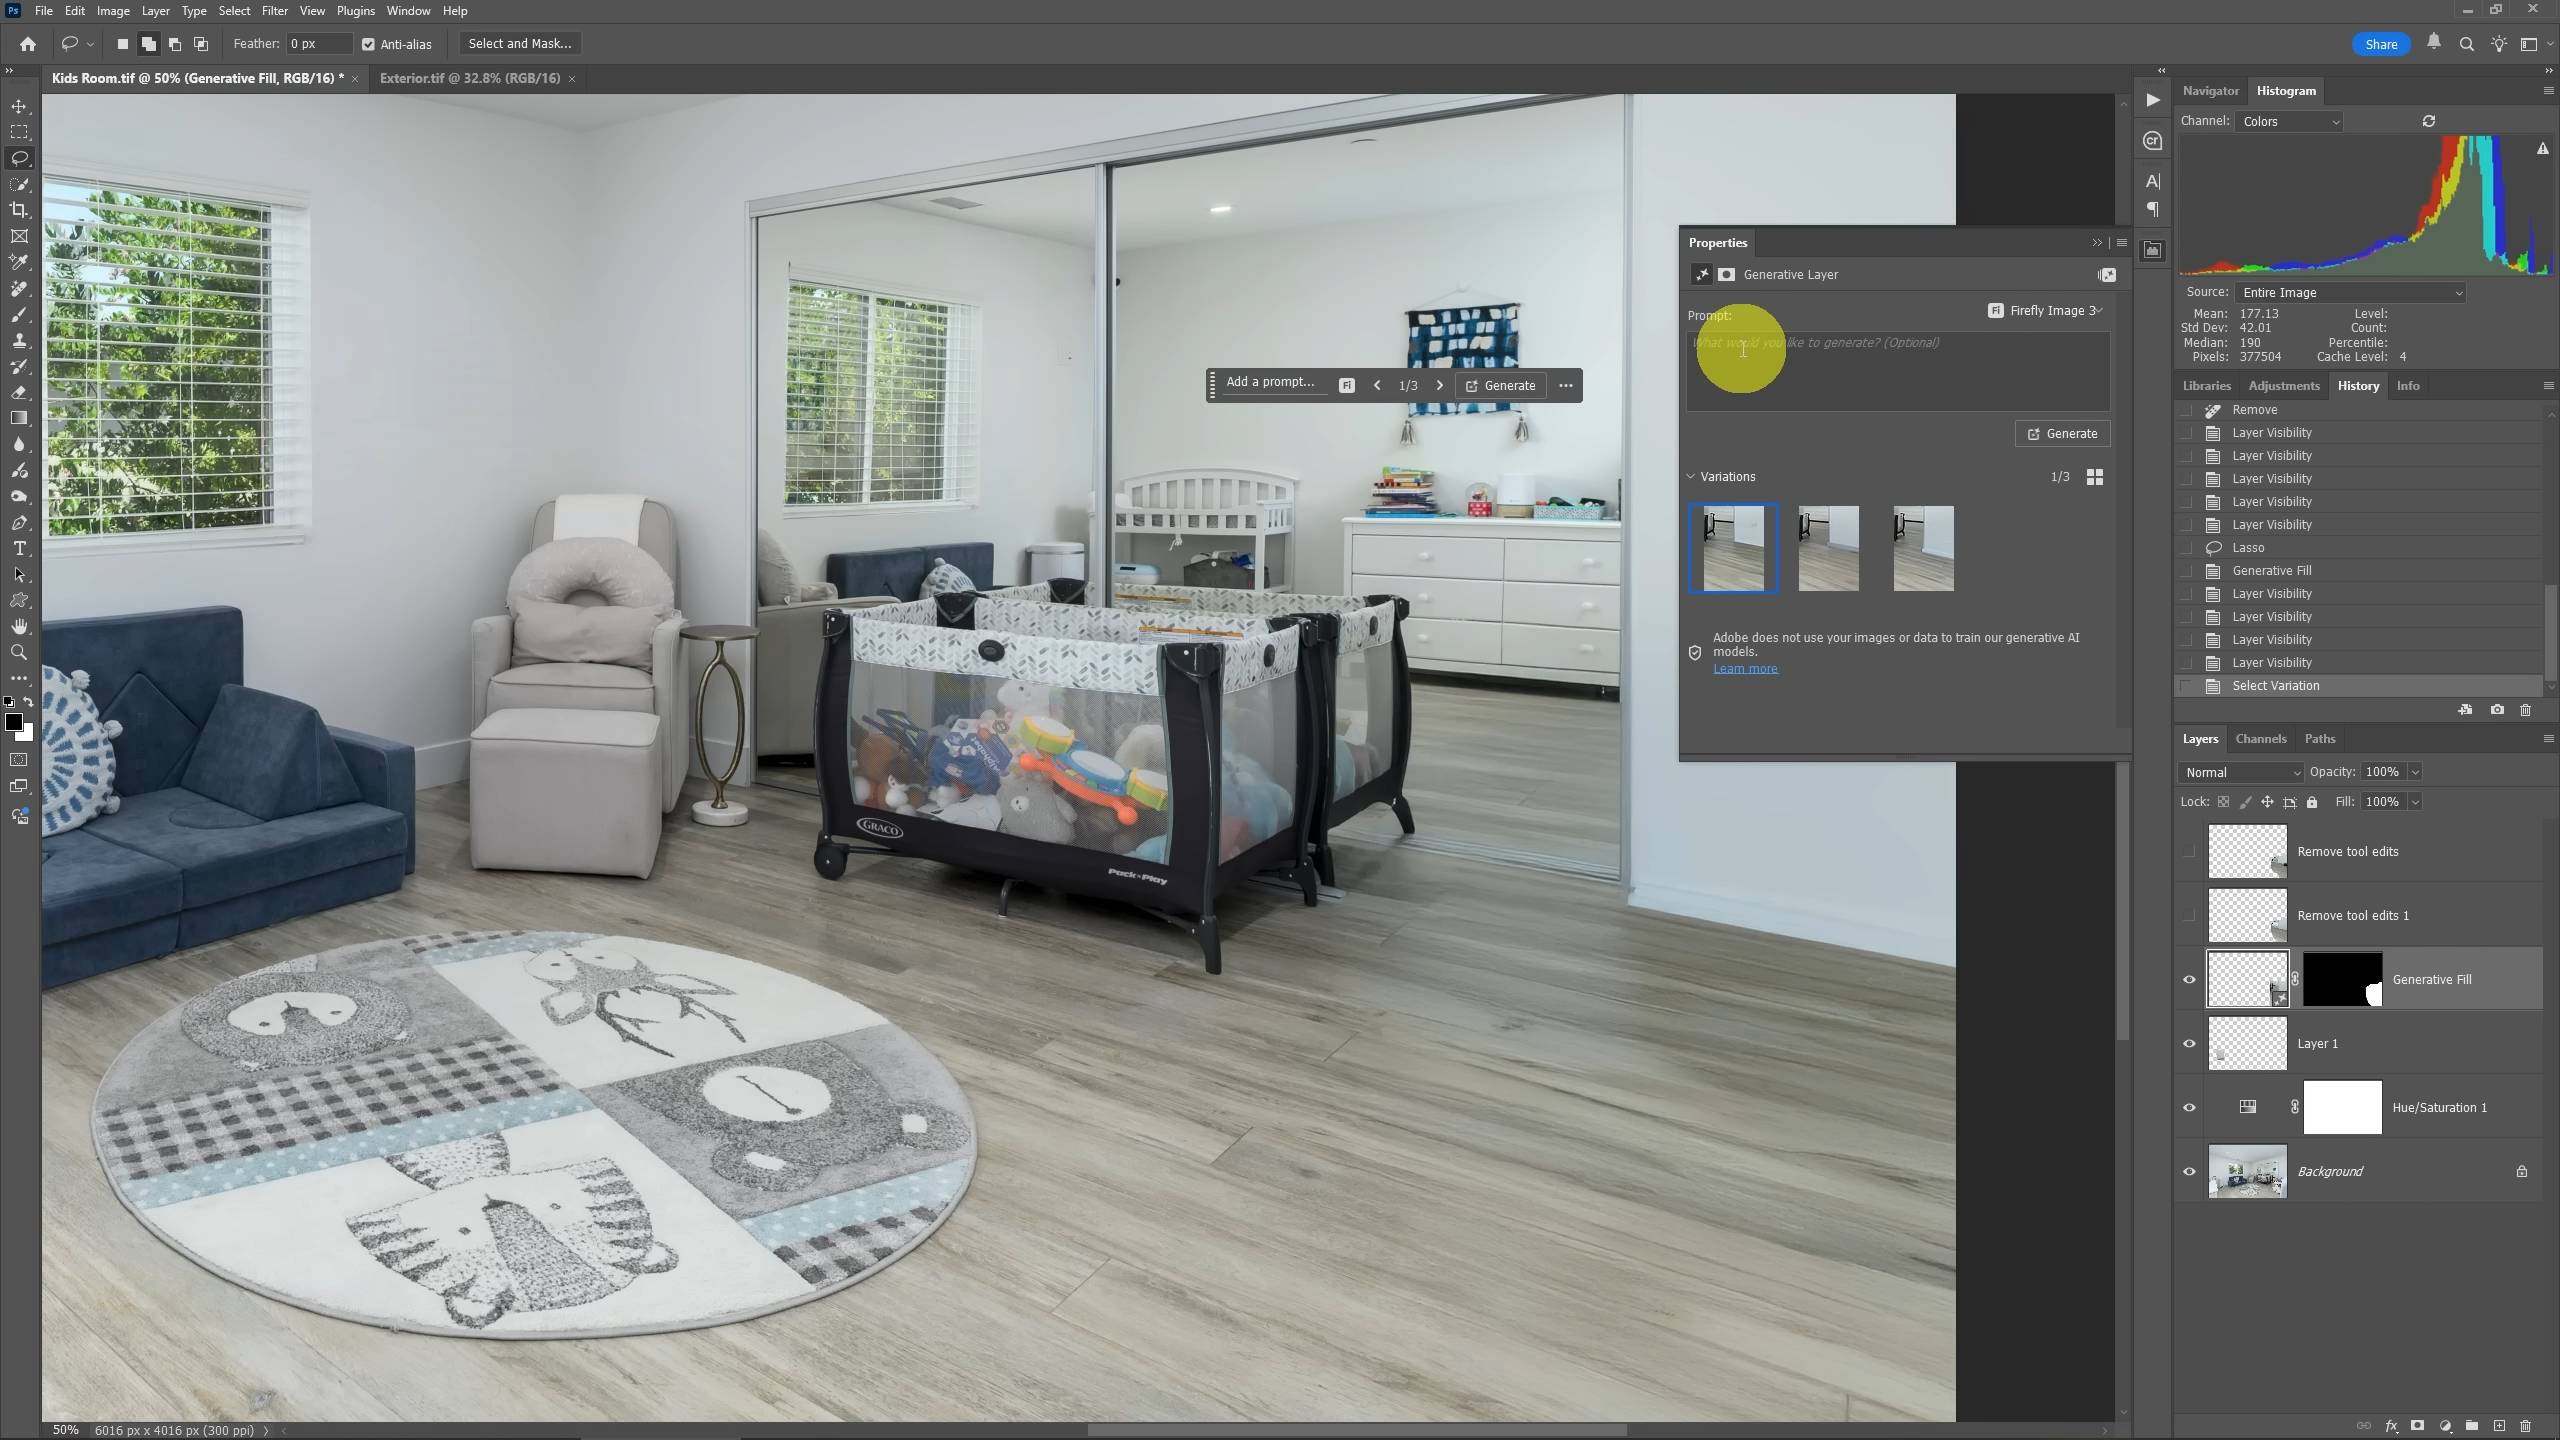 Ps File Edit Image Layer Type Select Filter View Plugins Window Help
Feather: 0 px Anti-alias Select and Mask... Share
Kids Room.tif @ 50% (Generative Fill, RGB/16) * × Exterior.tif @ 32.8% (RGB/16) ×
Navigator Histogram
Channel: Colors
Source: Entire Image
Mean: 177.13 Level:
Std Dev: 42.01 Count:
Median: 190 Percentile:
Pixels: 377504 Cache Level: 4
Properties
Generative Layer
Prompt: Fi Firefly Image 3
What would you like to generate? (Optional)
Generate
Variations 1/3
Adobe does not use your images or data to train our generative AI
models.
Learn more
Add a prompt... Fi 1/3 Generate
GRACO
Pack 'n Play
Libraries Adjustments History Info
Remove
Layer Visibility
Layer Visibility
Layer Visibility
Layer Visibility
Layer Visibility
Lasso
Generative Fill
Layer Visibility
Layer Visibility
Layer Visibility
Layer Visibility
Select Variation
Layers Channels Paths
Normal Opacity: 100%
Lock: Fill: 100%
Remove tool edits
Remove tool edits 1
Generative Fill
Layer 1
Hue/Saturation 1
Background
50% 6016 px x 4016 px (300 ppi)